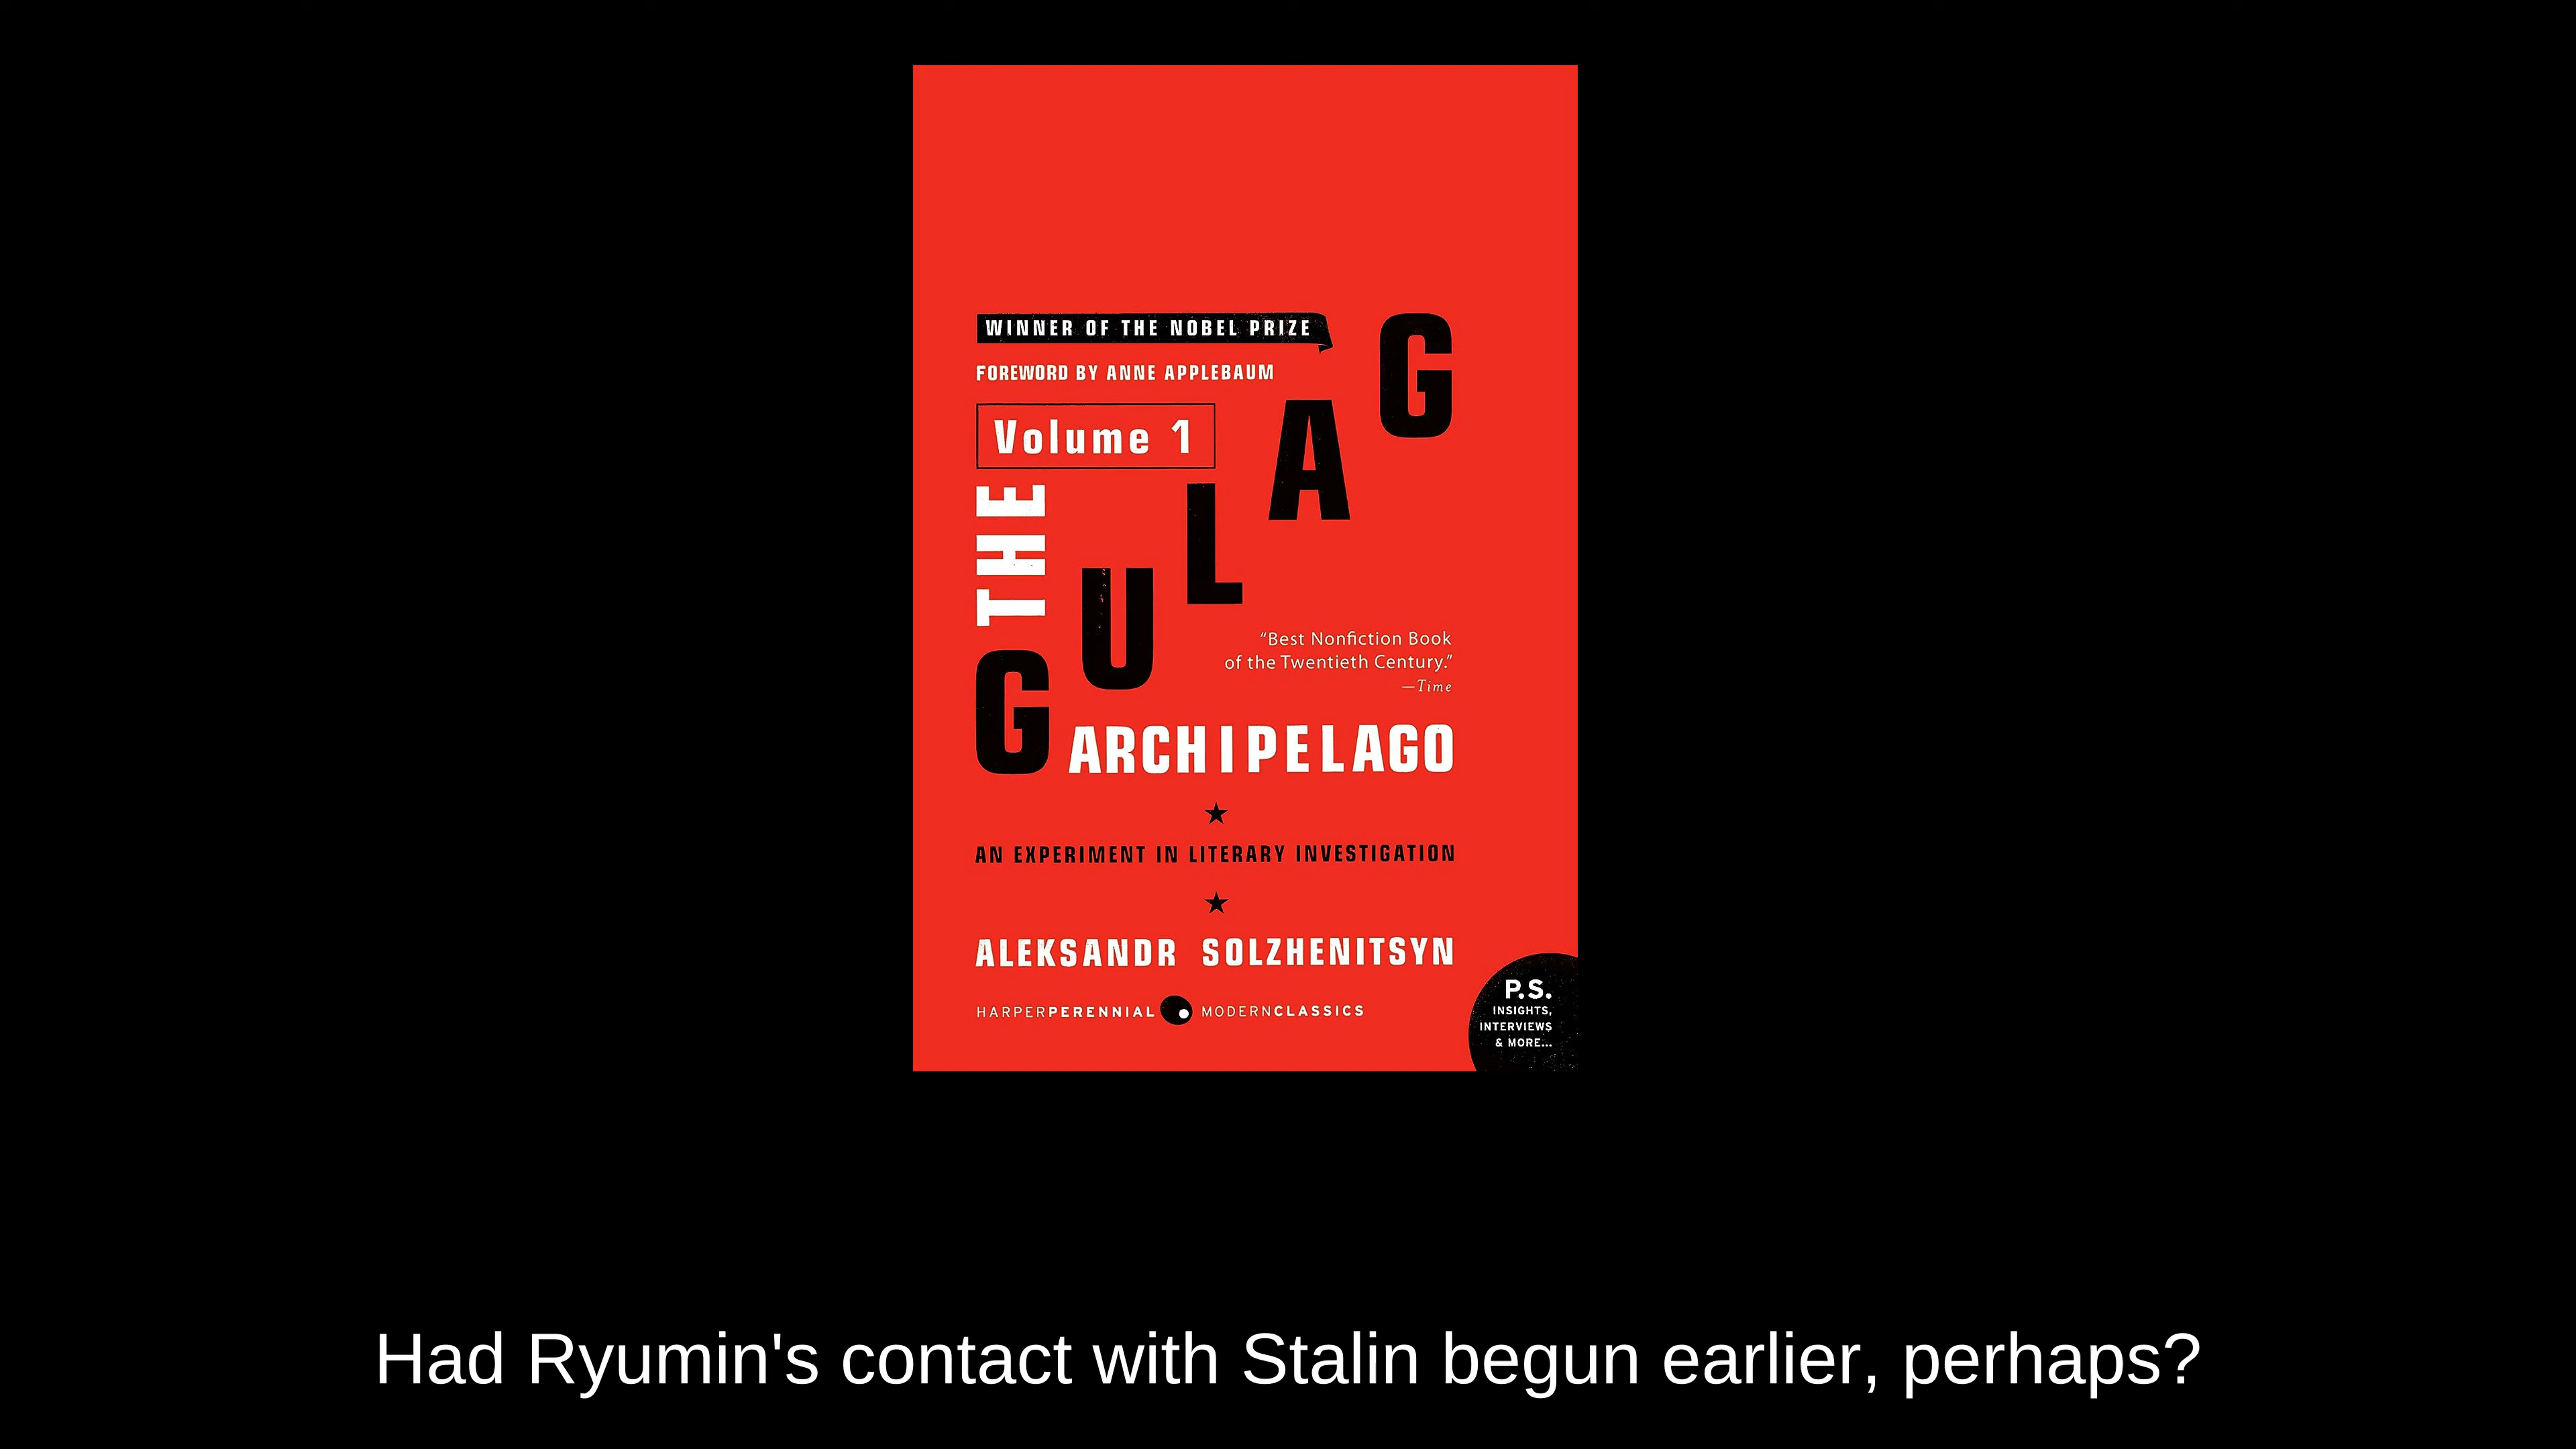 WINNER OF THE NOBEL PRIZE
FOREWORD BY ANNE APPLEBAUM
Volume 1
THE
GULAG
ARCHIPELAGO
“Best Nonfiction Book
of the Twentieth Century.”
—Time
AN EXPERIMENT IN LITERARY INVESTIGATION
ALEKSANDR SOLZHENITSYN
HARPERPERENNIAL MODERNCLASSICS
P.S.
INSIGHTS,
INTERVIEWS
& MORE...
Had Ryumin's contact with Stalin begun earlier, perhaps?